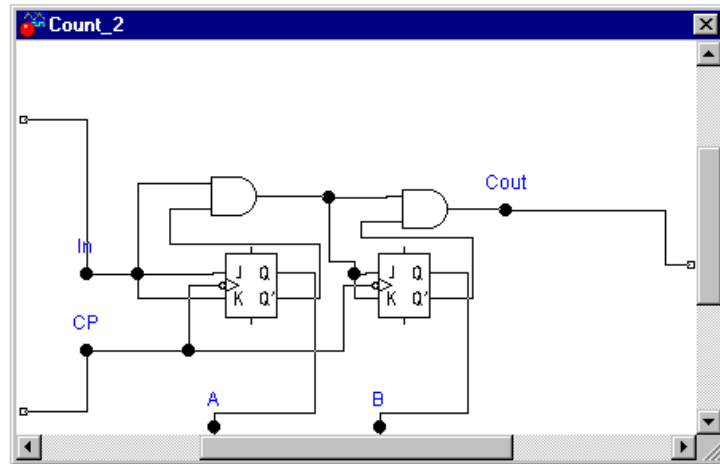 Count_2
Cout
In
J Q
K Q'
J Q
K Q'
CP
A
B